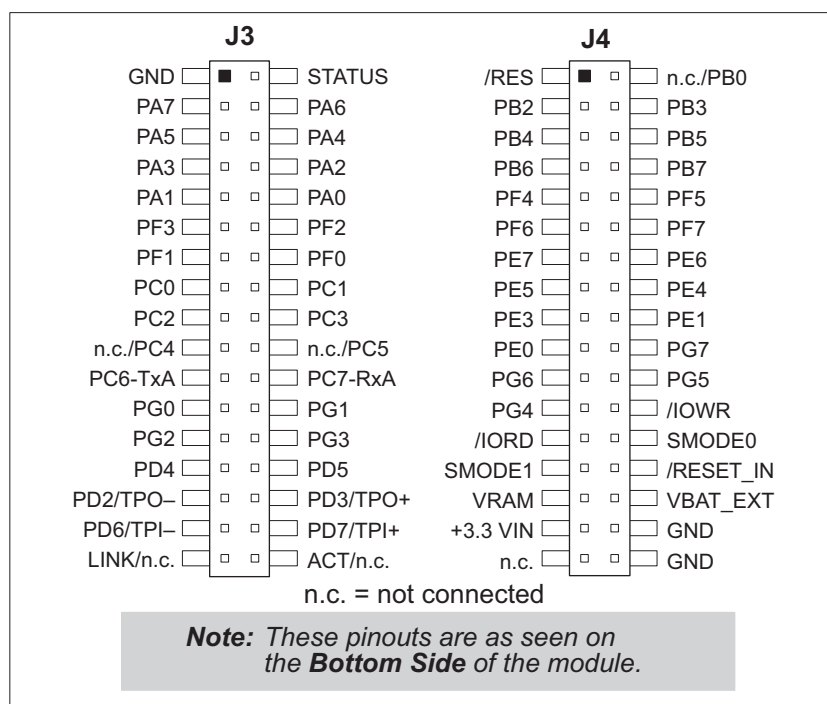 J3 J4
GND STATUS /RES n.c./PB0
PA7 PA6 PB2 PB3
PA5 PA4 PB4 PB5
PA3 PA2 PB6 PB7
PA1 PA0 PF4 PF5
PF3 PF2 PF6 PF7
PF1 PF0 PE7 PE6
PC0 PC1 PE5 PE4
PC2 PC3 PE3 PE1
n.c./PC4 n.c./PC5 PE0 PG7
PC6-TxA PC7-RxA PG6 PG5
PG0 PG1 PG4 /IOWR
PG2 PG3 /IORD SMODE0
PD4 PD5 SMODE1 /RESET_IN
PD2/TPO– PD3/TPO+ VRAM VBAT_EXT
PD6/TPI– PD7/TPI+ +3.3 VIN GND
LINK/n.c. ACT/n.c. n.c. GND
n.c. = not connected
Note: These pinouts are as seen on
the Bottom Side of the module.